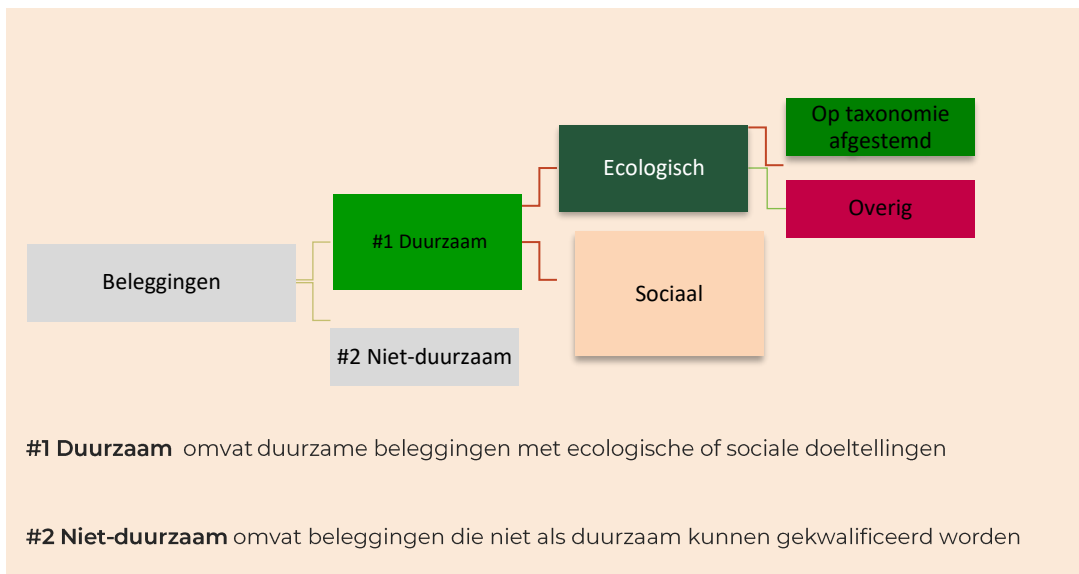 Op taxonomie
afgestemd
Ecologisch
Overig
#1 Duurzaam
Beleggingen
Sociaal
#2 Niet-duurzaam
#1 Duurzaam omvat duurzame beleggingen met ecologische of sociale doeltellingen
#2 Niet-duurzaam omvat beleggingen die niet als duurzaam kunnen gekwalificeerd worden